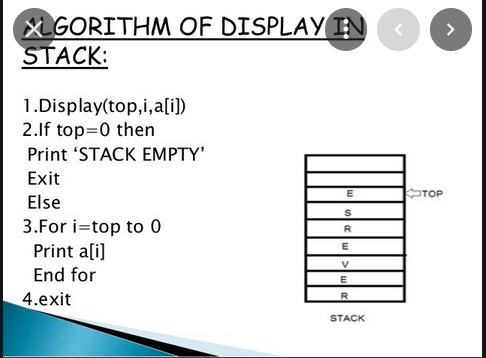 ALGORITHM OF DISPLAY IN
STACK:
1.Display(top,i,a[i])
2.If top=0 then
Print ‘STACK EMPTY’
Exit
Else
3.For i=top to 0
Print a[i]
End for
4.exit
E
TOP
S
R
E
V
E
R
STACK